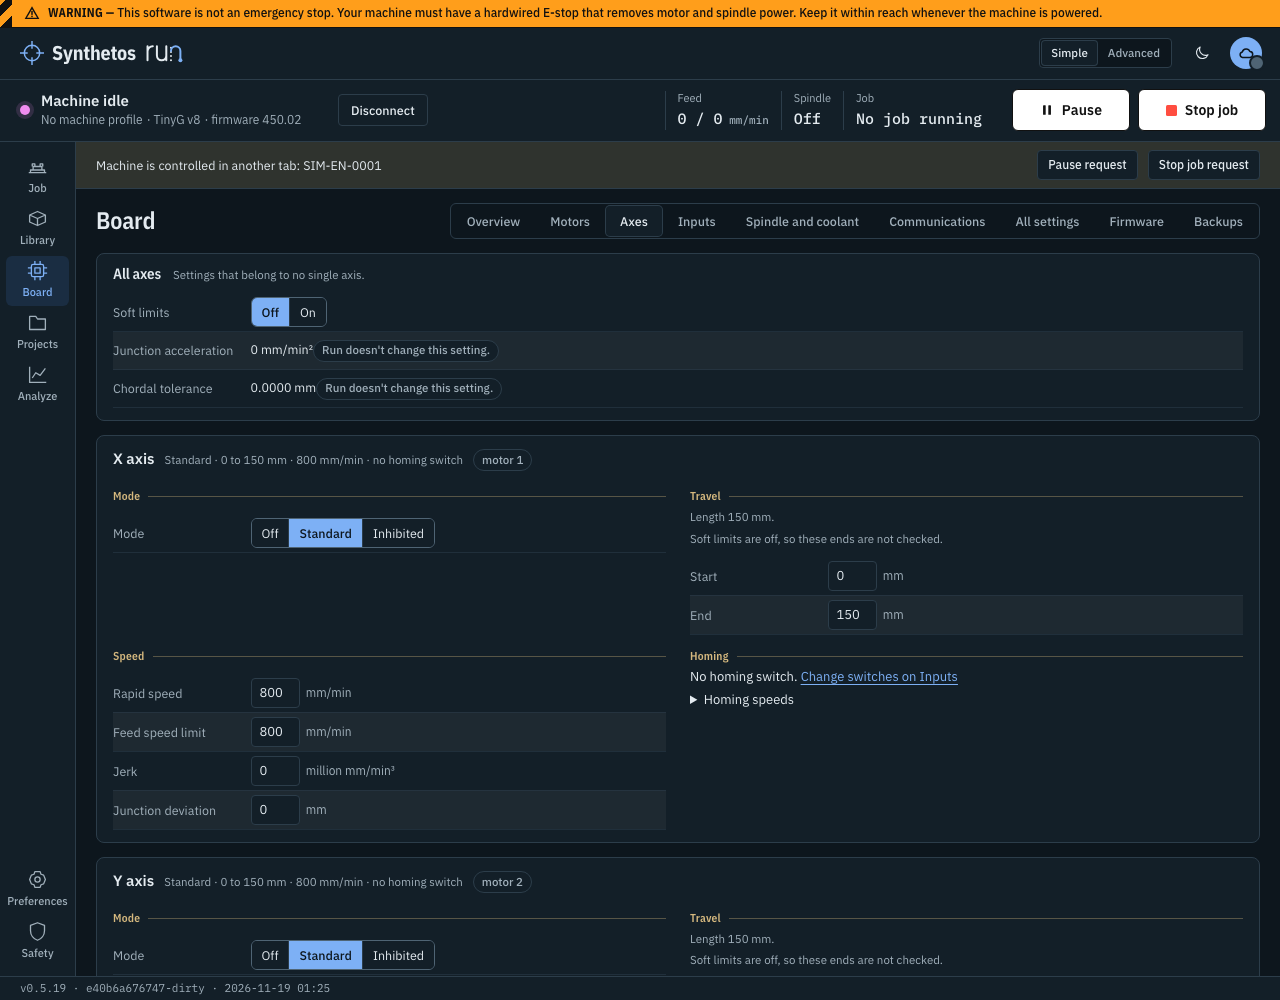 WARNING — This software is not an emergency stop. Your machine must have a hardwired E-stop that removes motor and spindle power. Keep it within reach whenever the machine is powered.
Synthetos run
Simple Advanced
Machine idle
No machine profile · TinyG v8 · firmware 450.02
Disconnect
Feed
0 / 0 mm/min
Spindle
Off
Job
No job running
Pause
Stop job
Job
Library
Board
Projects
Analyze
Preferences
Safety
Machine is controlled in another tab: SIM-EN-0001
Pause request
Stop job request
Board
Overview Motors Axes Inputs Spindle and coolant Communications All settings Firmware Backups
All axes Settings that belong to no single axis.
Soft limits Off On
Junction acceleration 0 mm/min² Run doesn't change this setting.
Chordal tolerance 0.0000 mm Run doesn't change this setting.
X axis Standard · 0 to 150 mm · 800 mm/min · no homing switch motor 1
Mode
Mode Off Standard Inhibited
Travel
Length 150 mm.
Soft limits are off, so these ends are not checked.
Start 0 mm
End 150 mm
Speed
Rapid speed 800 mm/min
Feed speed limit 800 mm/min
Jerk 0 million mm/min³
Junction deviation 0 mm
Homing
No homing switch. Change switches on Inputs
Homing speeds
Y axis Standard · 0 to 150 mm · 800 mm/min · no homing switch motor 2
Mode
Mode Off Standard Inhibited
Travel
Length 150 mm.
Soft limits are off, so these ends are not checked.
v0.5.19 · e40b6a676747-dirty · 2026-11-19 01:25